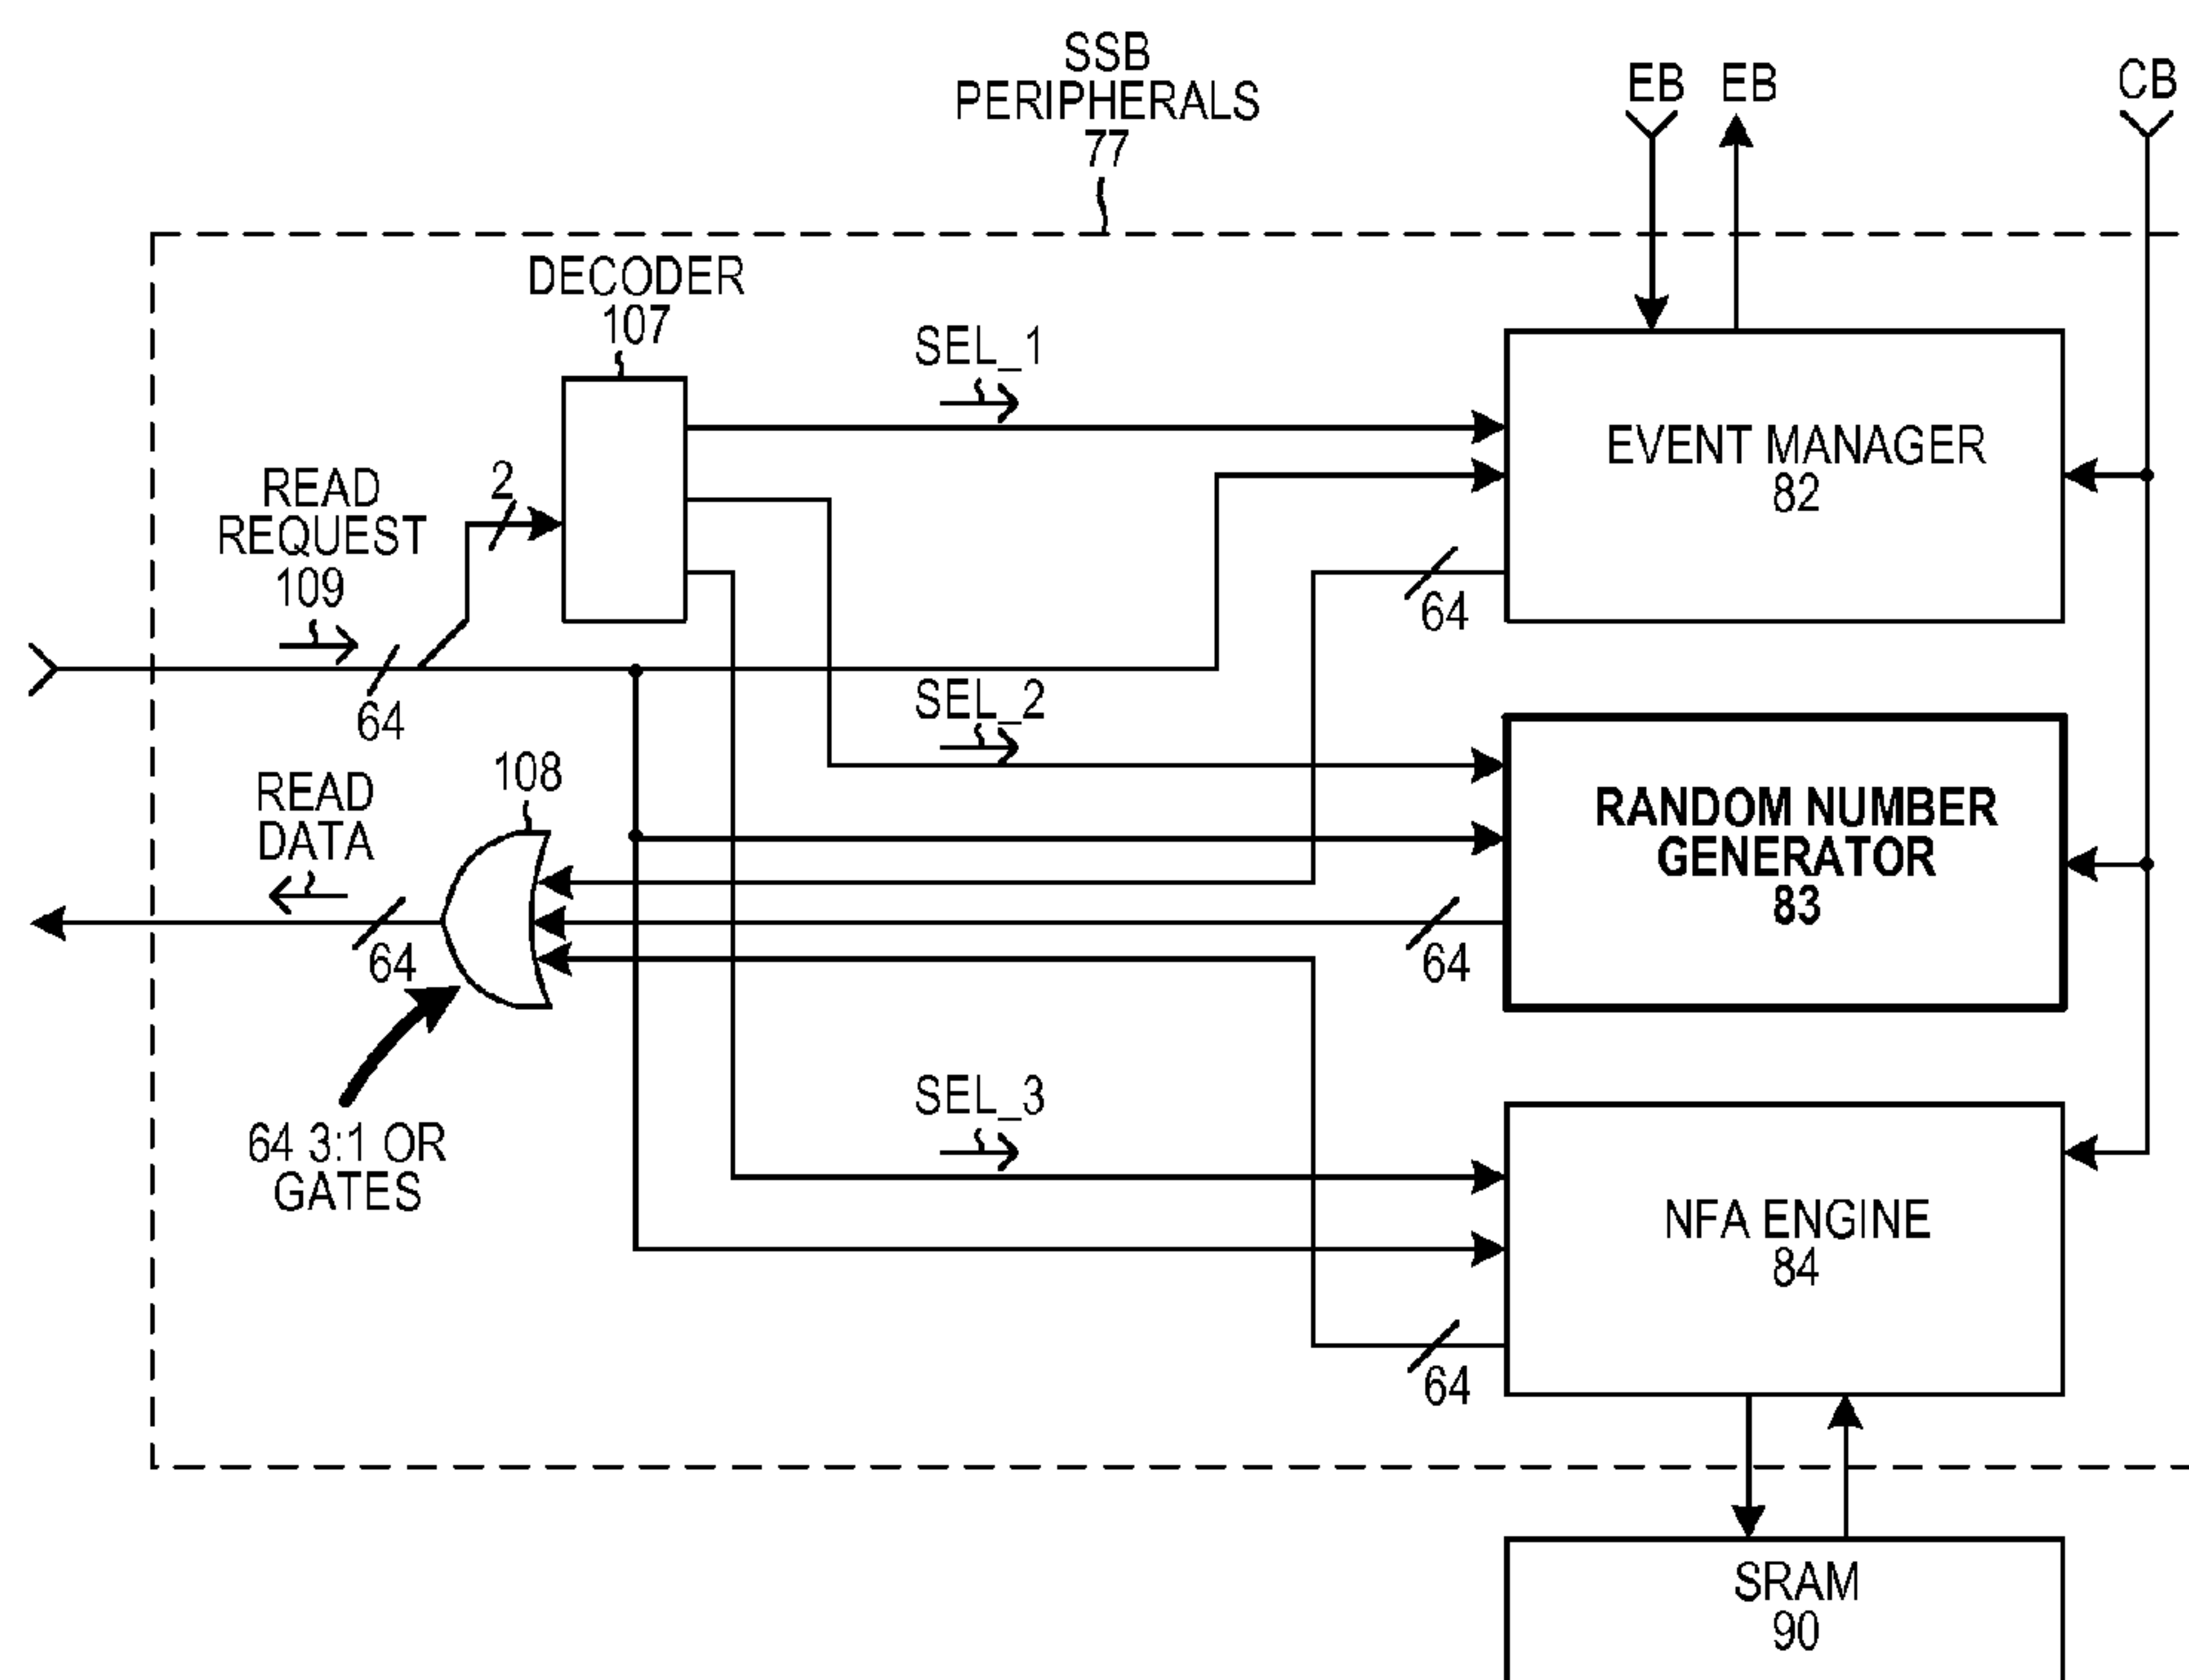 SSB
PERIPHERALS
77
EB
EB
CB
DECODER
107
SEL_1
EVENT MANAGER
82
2
READ
REQUEST
109
64
64
SEL_2
108
READ
DATA
RANDOM NUMBER
GENERATOR
83
64
64
64 3:1 OR
GATES
SEL_3
NFA ENGINE
84
64
SRAM
90